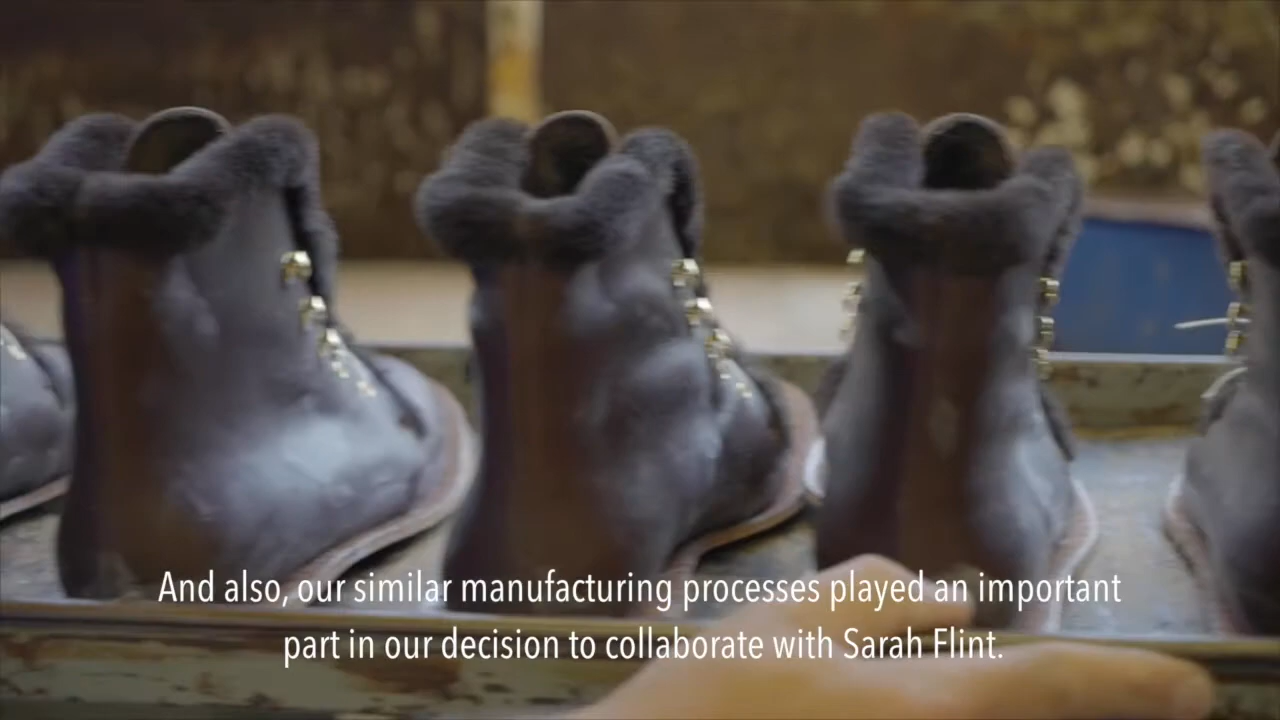 And also, our similar manufacturing processes played an important
part in our decision to collaborate with Sarah Flint.